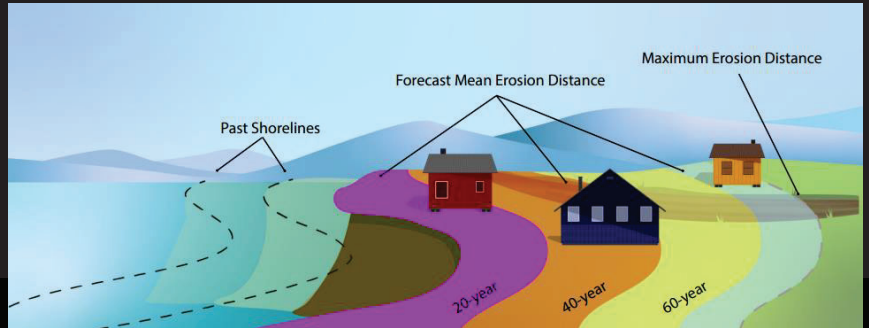 Maximum Erosion Distance
Forecast Mean Erosion Distance
Past Shorelines
20-year
40-year
60-year